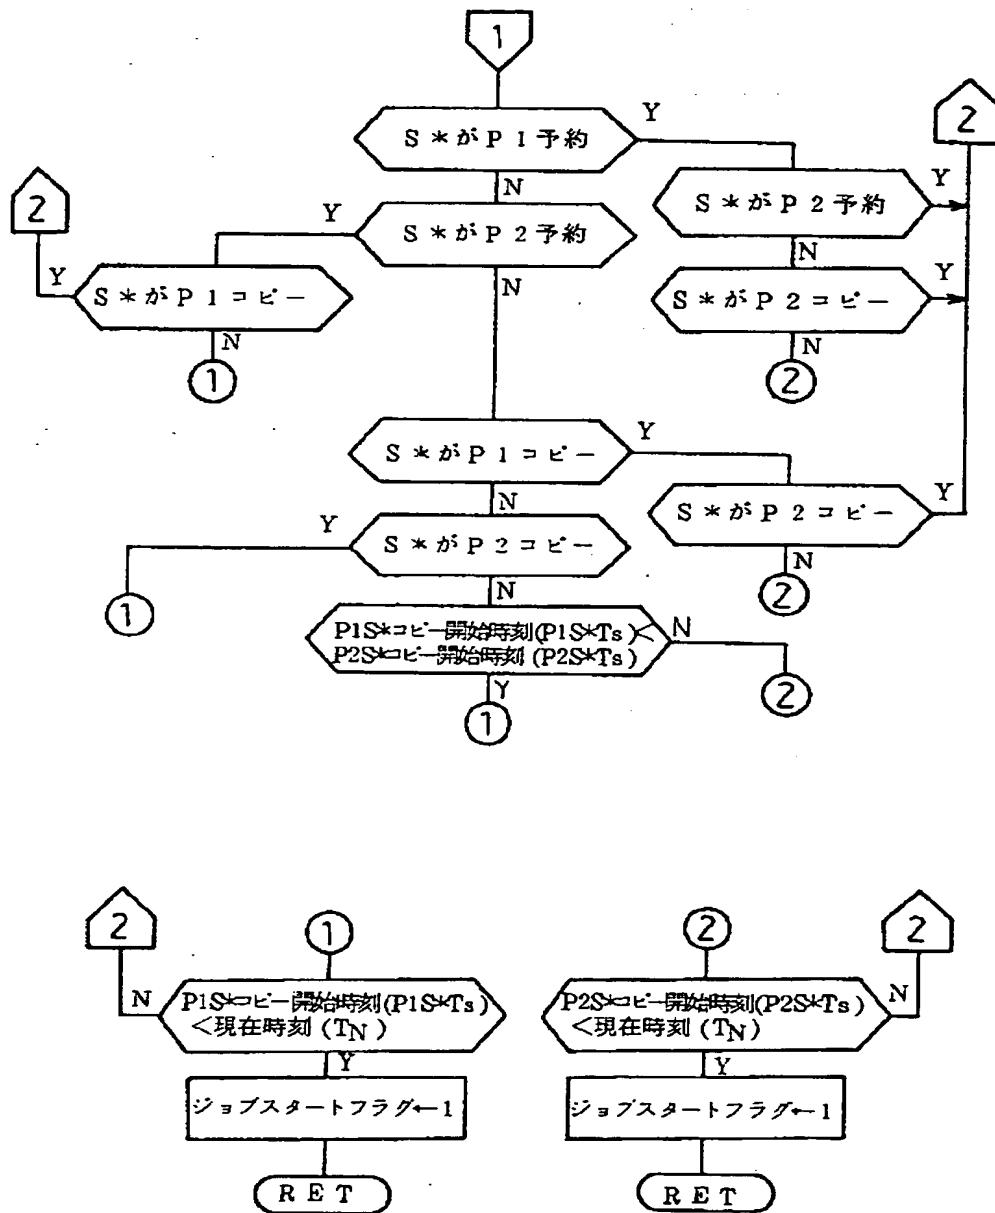 1
S*がP1予約
Y
N
2
S*がP2予約
Y
N
2
Y
S*がP2予約
Y
N
S*がP1コピー
Y
N
1
S*がP2コピー
Y
N
2
S*がP1コピー
Y
N
S*がP2コピー
Y
N
2
S*がP2コピー
Y
N
1
P1S*コピー開始時刻(P1S*Ts)<
P2S*コピー開始時刻(P2S*Ts)
N
2
Y
1
2
1
N
P1S*コピー開始時刻(P1S*Ts)
<現在時刻(TN)
Y
ジョブスタートフラグ←1
RET
2
2
P2S*コピー開始時刻(P2S*Ts)
<現在時刻(TN)
N
Y
ジョブスタートフラグ←1
RET